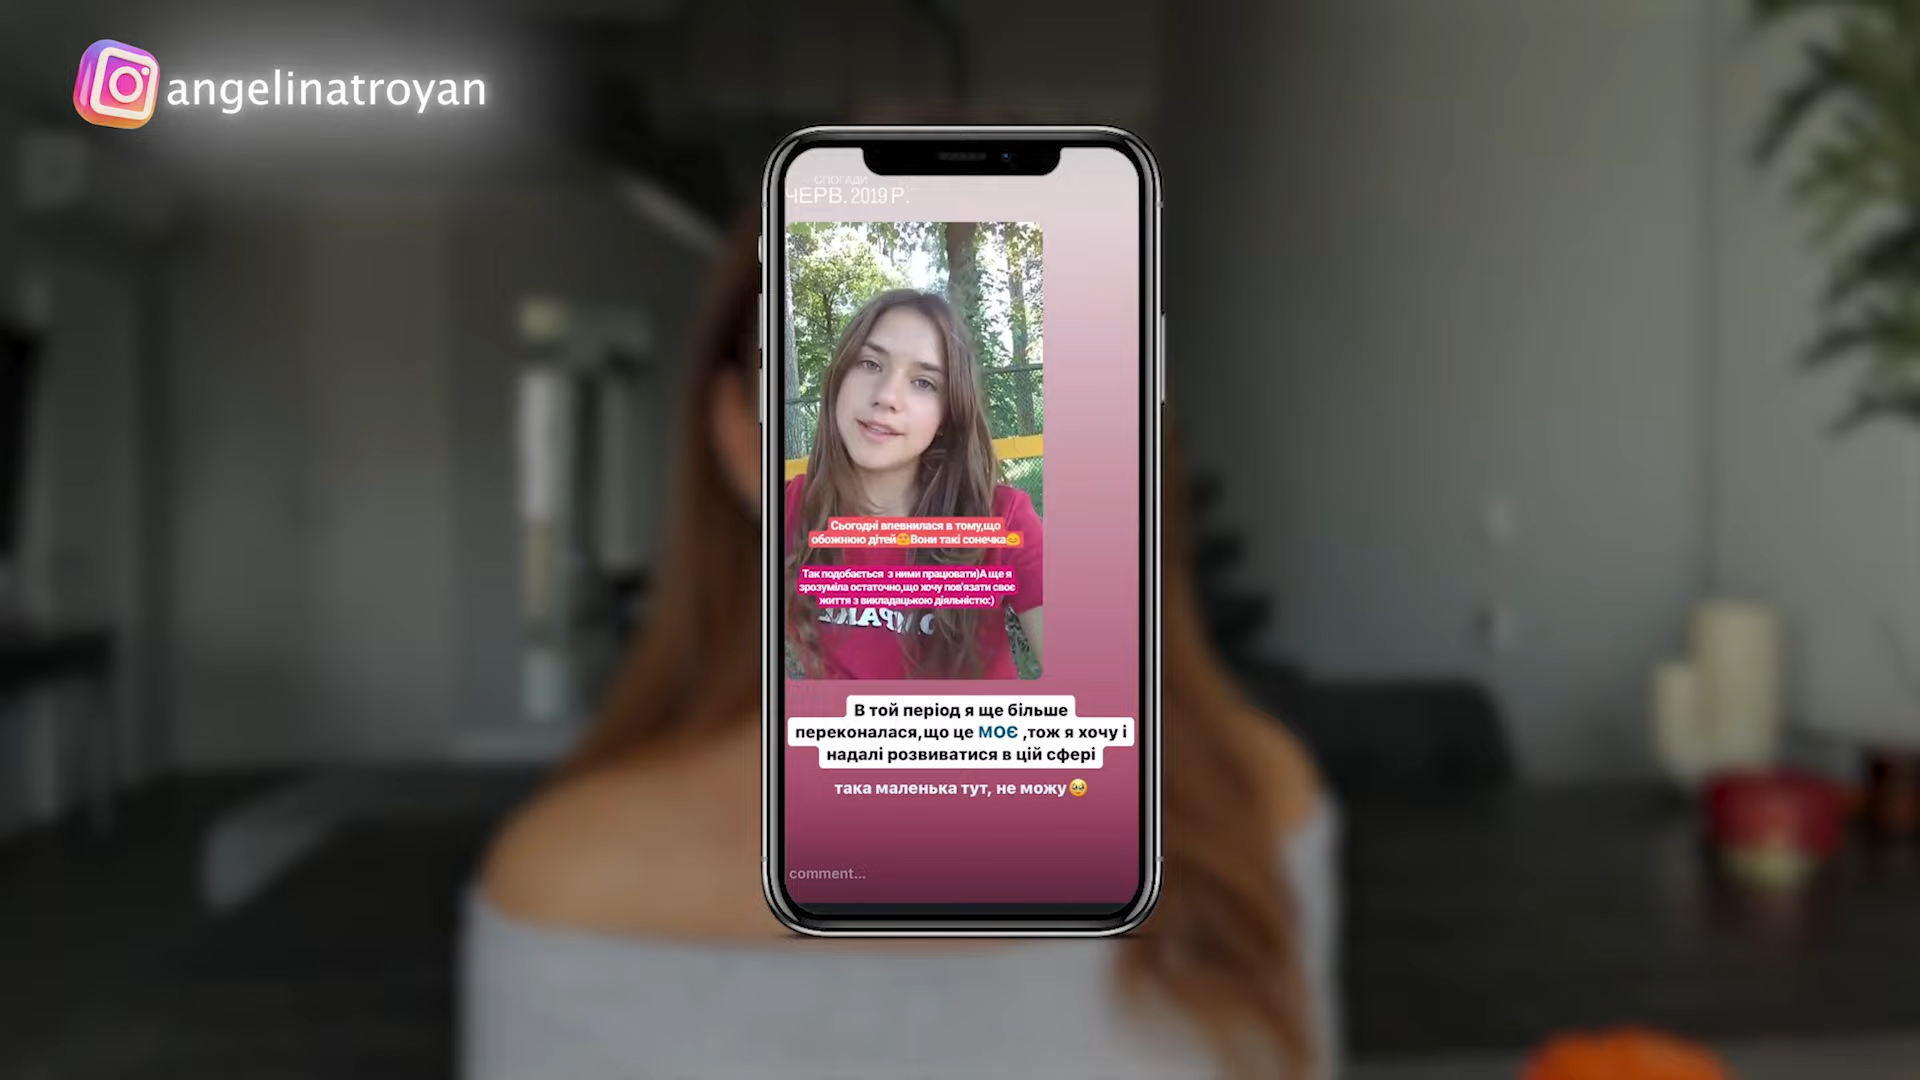 angelinatroyan
СПОГАДИ
ЧЕРВ. 2019 Р.
Сьогодні впевнилася в тому,що
обожнюю дітей😊Вони такі сонечка😊
Так подобається з ними працювати)А ще я
зрозуміла остаточно,що хочу пов'язати своє
життя з викладацькою діяльністю:)
В той період я ще більше
переконалася,що це МОЄ ,тож я хочу і
надалі розвиватися в цій сфері
така маленька тут, не можу🥹
comment...